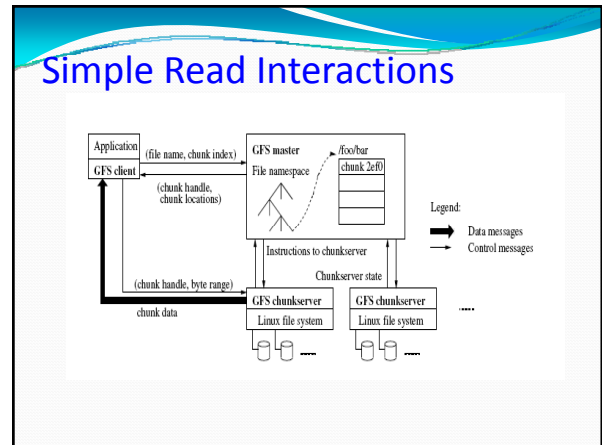 Simple Read Interactions
Application
GFS client
(file name, chunk index)
(chunk handle,
chunk locations)
GFS master
File namespace
/foo/bar
chunk 2ef0
Legend:
Data messages
Control messages
Instructions to chunkserver
Chunkserver state
(chunk handle, byte range)
chunk data
GFS chunkserver
Linux file system
GFS chunkserver
Linux file system